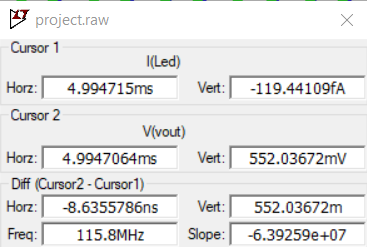 project.raw
Cursor 1
I(Led)
Horz: 4.994715ms Vert: -119.44109fA
Cursor 2
V(vout)
Horz: 4.9947064ms Vert: 552.03672mV
Diff (Cursor2 - Cursor1)
Horz: -8.6355786ns Vert: 552.03672m
Freq: 115.8MHz Slope: -6.39259e+07